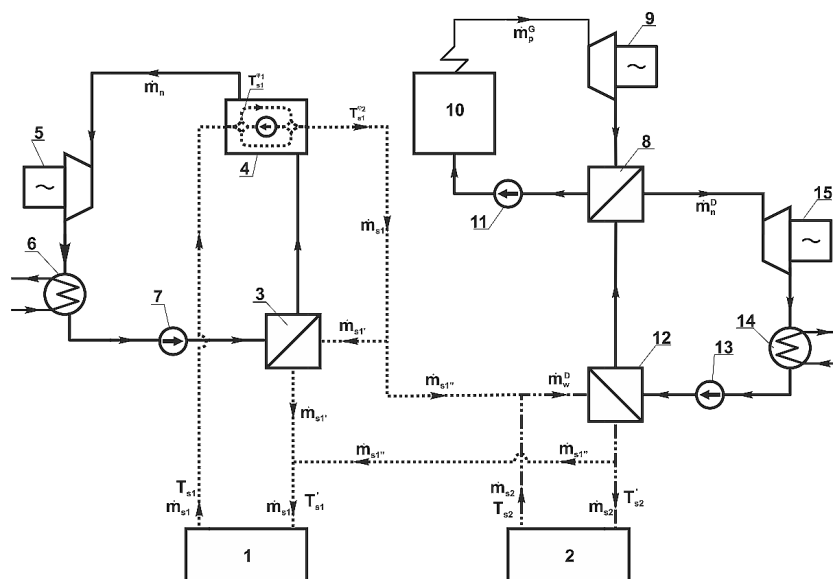 9
ṁ_p^G
T_s1^φ1
ṁ_n
T_s1^φ2
10
5
4
8
~
~
15
11
ṁ_n^D
~
6
ṁ_s1
7
3
ṁ_s1'
14
12
13
ṁ_s1''
ṁ_w^D
ṁ_s1'
ṁ_s1''
ṁ_s1''
T_s1
ṁ_s1
ṁ_s1
T'_s1
ṁ_s2
T_s2
ṁ_s2
T'_s2
1
2